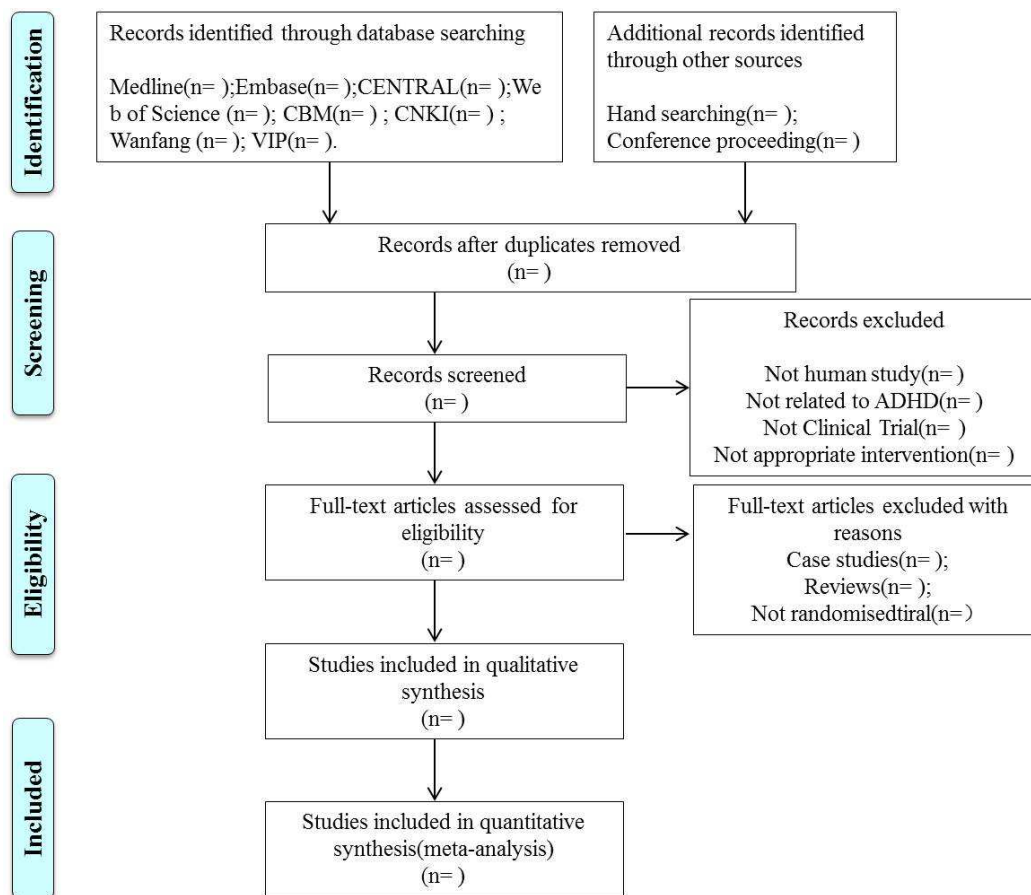 Identification
Records identified through database searching
Medline(n= );Embase(n= );CENTRAL(n= );We
b of Science (n= ); CBM(n= ) ; CNKI(n= ) ;
Wanfang (n= ); VIP(n= ).
Additional records identified
through other sources
Hand searching(n= );
Conference proceeding(n= )
Screening
Records after duplicates removed
(n= )
Records screened
(n= )
Records excluded
Not human study(n= )
Not related to ADHD(n= )
Not Clinical Trial(n= )
Not appropriate intervention(n= )
Eligibility
Full-text articles assessed for
eligibility
(n= )
Full-text articles excluded with
reasons
Case studies(n= );
Reviews(n= );
Not randomisedtiral(n=）
Studies included in qualitative
synthesis
(n= )
Included
Studies included in quantitative
synthesis(meta-analysis)
(n= )